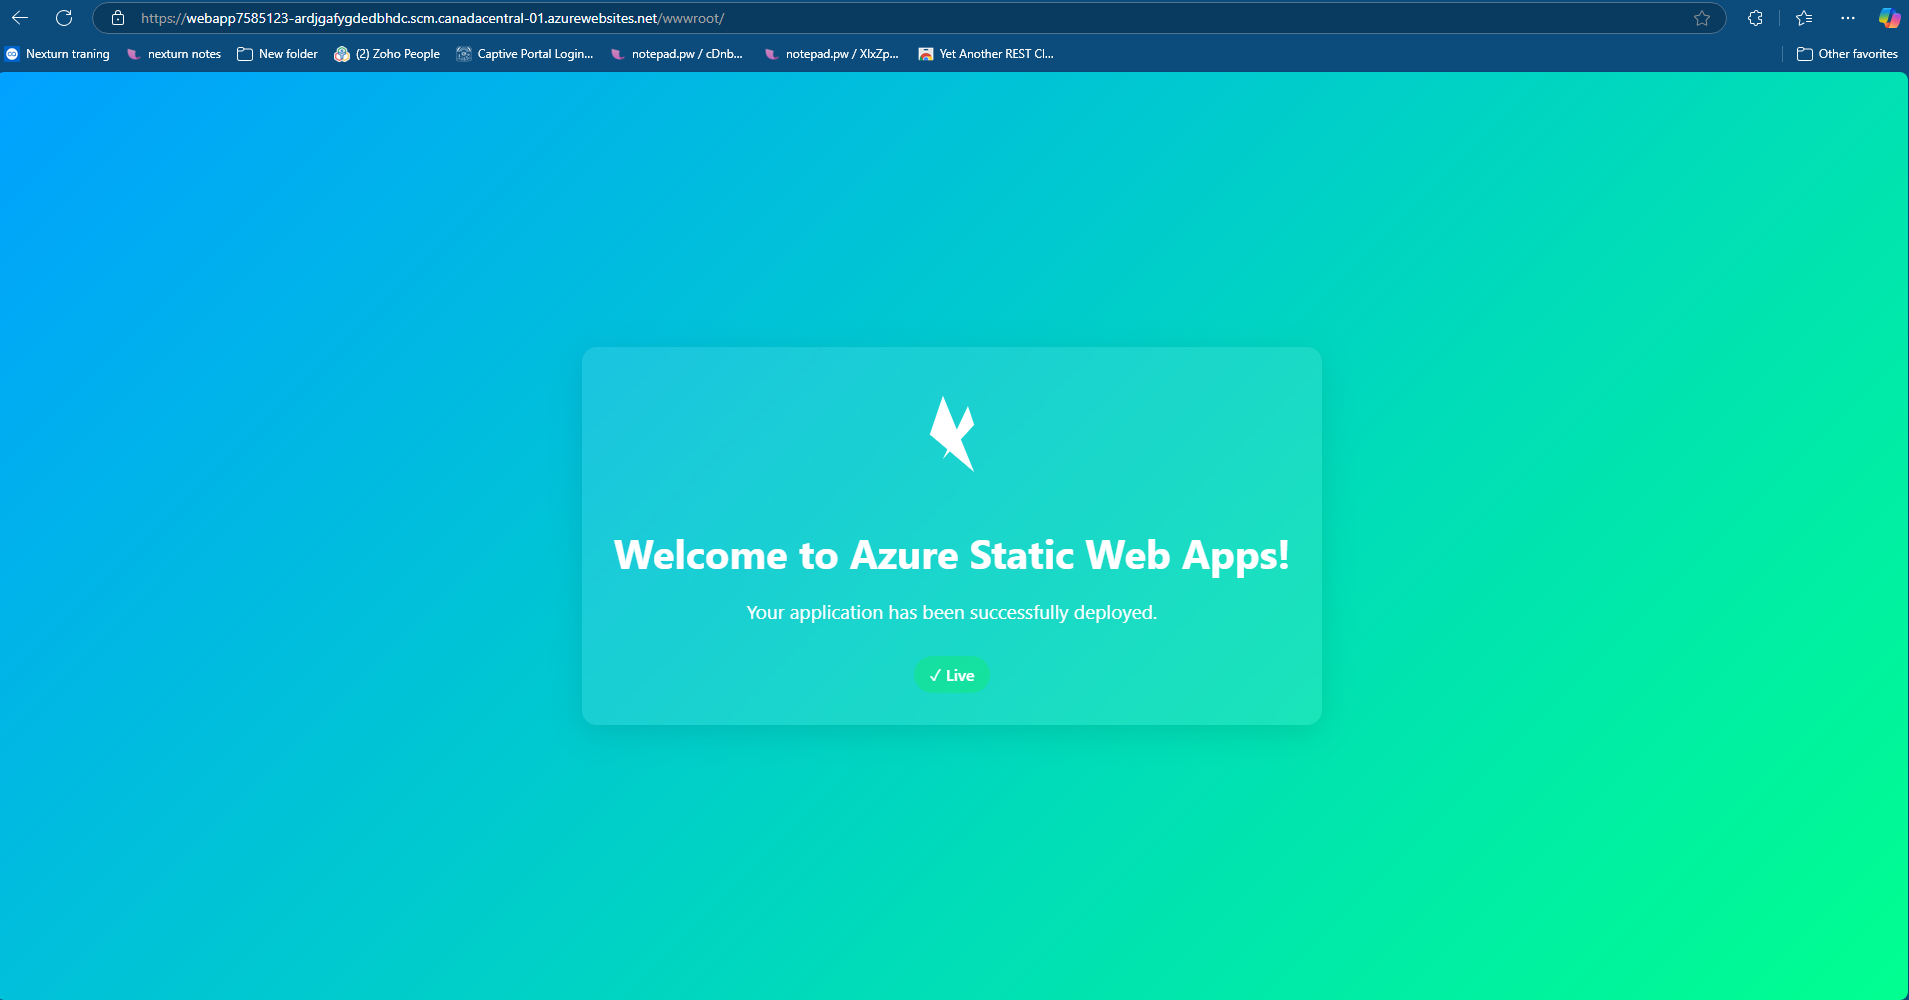 https://webapp7585123-ardjgafygdedbhdc.scm.canadacentral-01.azurewebsites.net/wwwroot/
Nexturn traning
nexturn notes
New folder
(2) Zoho People
Captive Portal Login...
notepad.pw / cDnb...
notepad.pw / XlxZp...
Yet Another REST Cl...
Other favorites
Welcome to Azure Static Web Apps!
Your application has been successfully deployed.
✓ Live